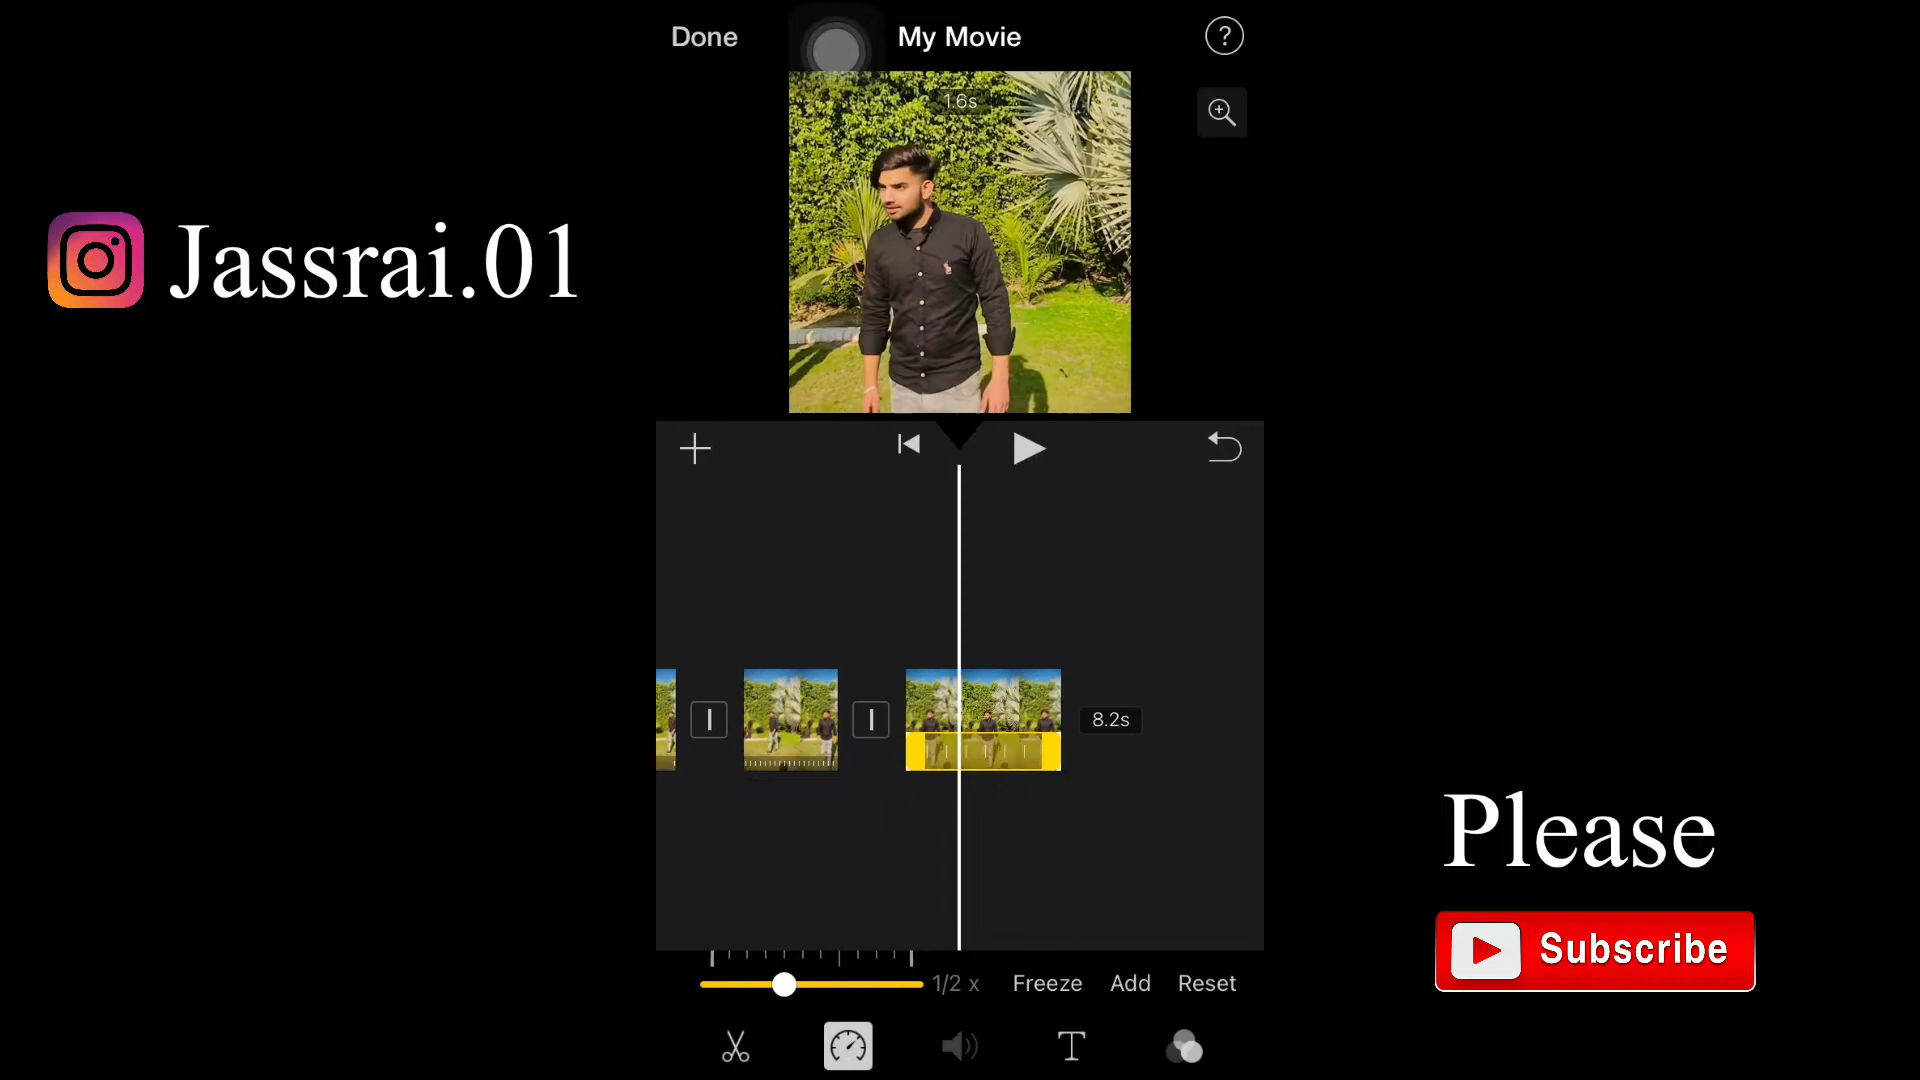 Done
My Movie
?
1.6s
Jassrai.01
8.2s
Please
Subscribe
1/2 x
Freeze
Add
Reset
T